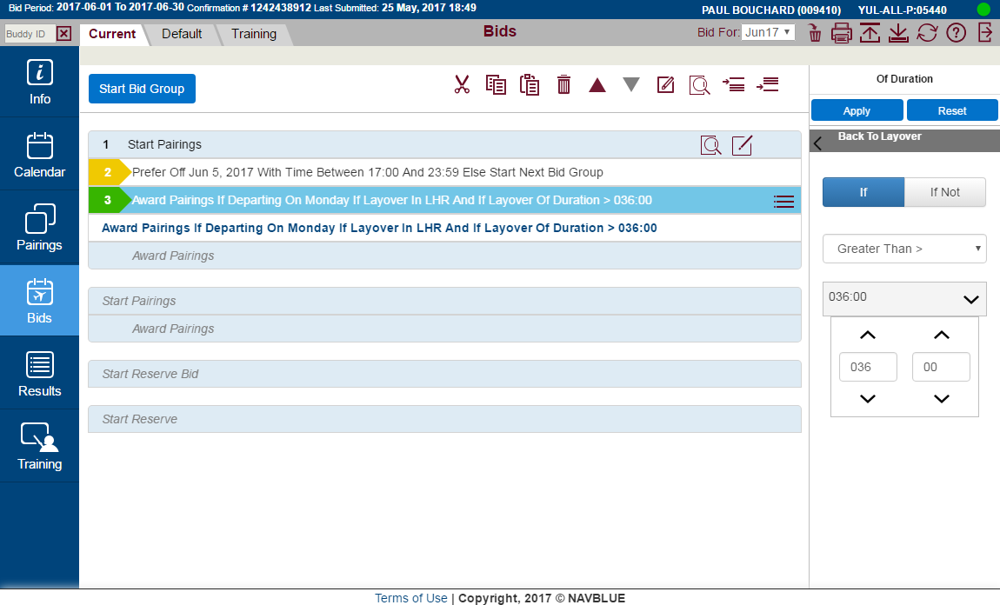 Bid Period: 2017-06-01 To 2017-06-30 Confirmation # 1242438912 Last Submitted: 25 May, 2017 18:49
PAUL BOUCHARD (009410) YUL-ALL-P:05440
Buddy ID
Current
Default
Training
Bids
Bid For: Jun17
Info
Calendar
Pairings
Bids
Results
Training
Start Bid Group
1 Start Pairings
2 Prefer Off Jun 5, 2017 With Time Between 17:00 And 23:59 Else Start Next Bid Group
3 Award Pairings If Departing On Monday If Layover In LHR And If Layover Of Duration > 036:00
Award Pairings If Departing On Monday If Layover In LHR And If Layover Of Duration > 036:00
Award Pairings
Start Pairings
Award Pairings
Start Reserve Bid
Start Reserve
Of Duration
Apply
Reset
Back To Layover
If
If Not
Greater Than >
036:00
036
00
Terms of Use | Copyright, 2017 © NAVBLUE